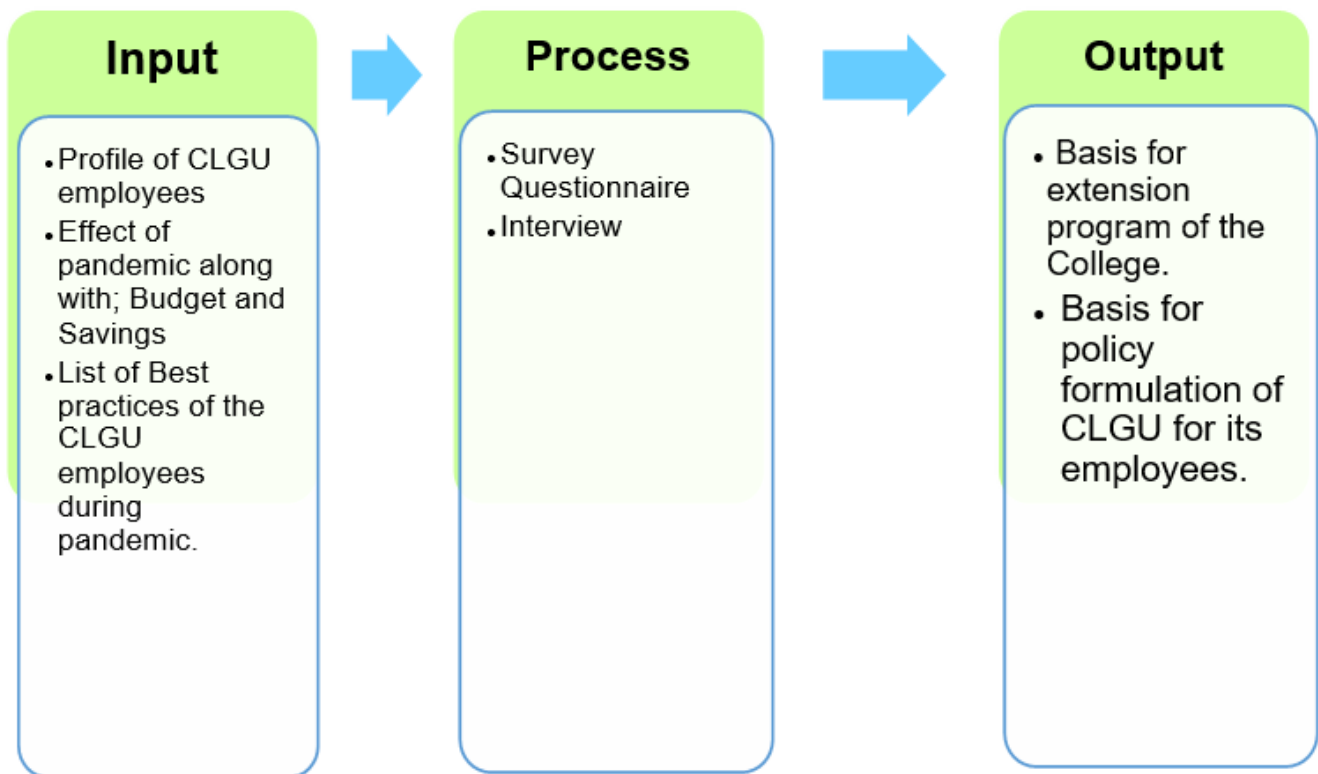 Input
• Profile of CLGU
employees
• Effect of
pandemic along
with; Budget and
Savings
• List of Best
practices of the
CLGU
employees
during
pandemic.
Process
• Survey
Questionnaire
• Interview
Output
• Basis for
extension
program of the
College.
• Basis for
policy
formulation of
CLGU for its
employees.